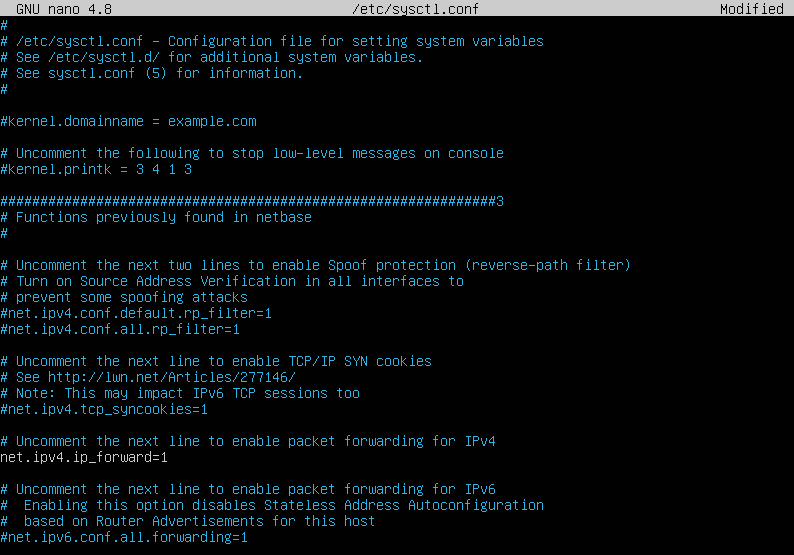 GNU nano 4.8 /etc/sysctl.conf Modified
#
# /etc/sysctl.conf - Configuration file for setting system variables
# See /etc/sysctl.d/ for additional system variables.
# See sysctl.conf (5) for information.
#
#kernel.domainname = example.com
# Uncomment the following to stop low-level messages on console
#kernel.printk = 3 4 1 3
##############################################################3
# Functions previously found in netbase
#
# Uncomment the next two lines to enable Spoof protection (reverse-path filter)
# Turn on Source Address Verification in all interfaces to
# prevent some spoofing attacks
#net.ipv4.conf.default.rp_filter=1
#net.ipv4.conf.all.rp_filter=1
# Uncomment the next line to enable TCP/IP SYN cookies
# See http://lwn.net/Articles/277146/
# Note: This may impact IPv6 TCP sessions too
#net.ipv4.tcp_syncookies=1
# Uncomment the next line to enable packet forwarding for IPv4
net.ipv4.ip_forward=1
# Uncomment the next line to enable packet forwarding for IPv6
#  Enabling this option disables Stateless Address Autoconfiguration
#  based on Router Advertisements for this host
#net.ipv6.conf.all.forwarding=1